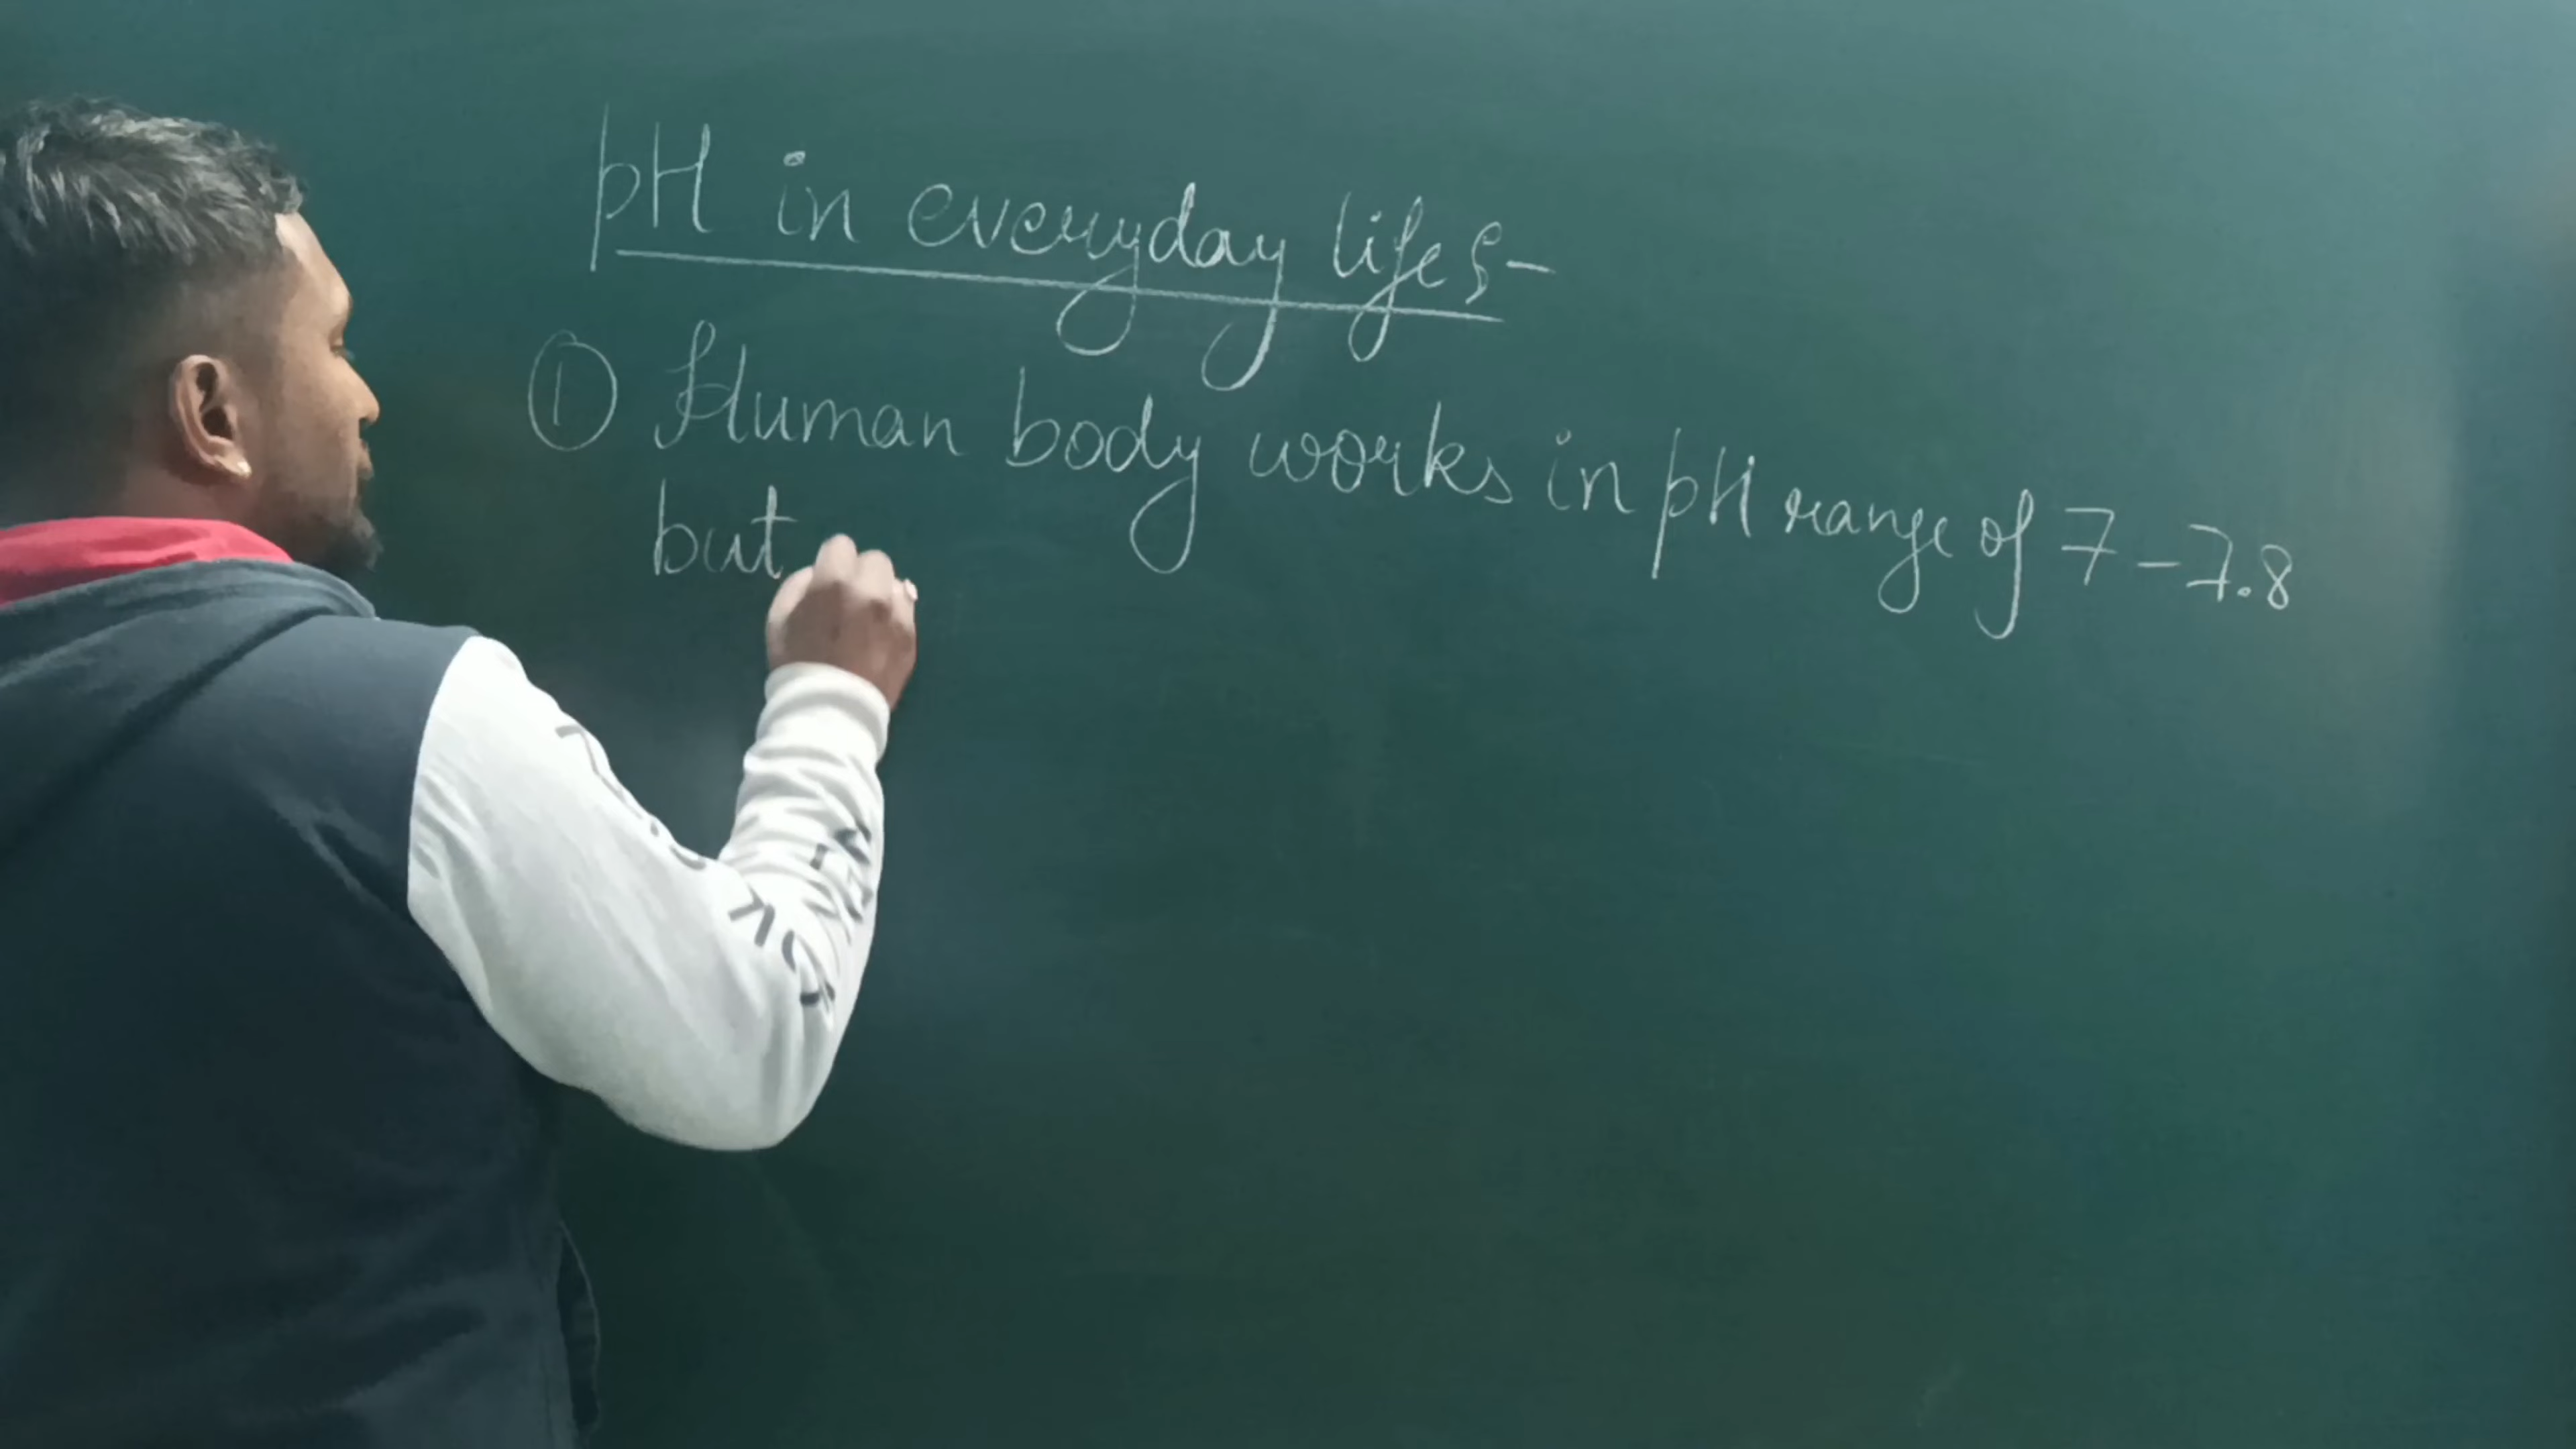 pH in everyday life :-
① Human body works in pH range of 7 - 7.8
but